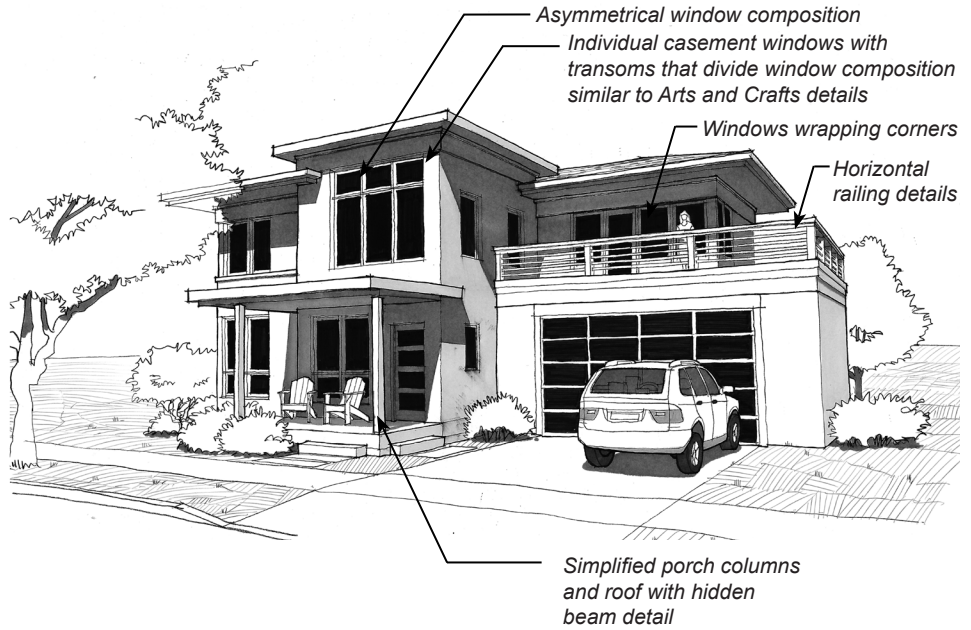 Asymmetrical window composition
Individual casement windows with
transoms that divide window composition
similar to Arts and Crafts details
Windows wrapping corners
Horizontal
railing details
Simplified porch columns
and roof with hidden
beam detail